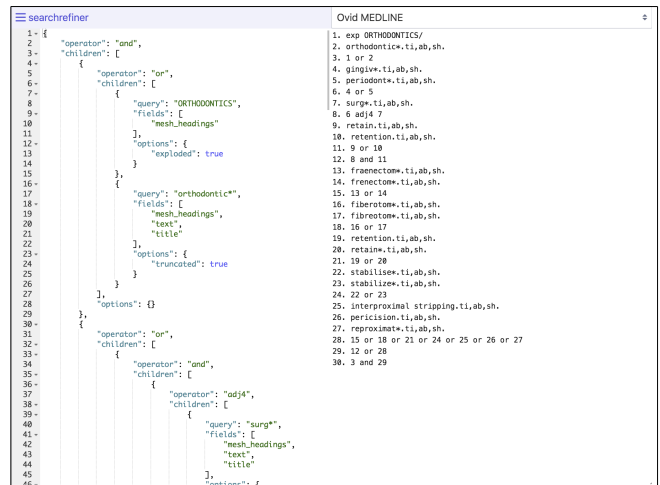 ☰ searchrefiner
1 {
2 "operator": "and",
3 "children": [
4 {
5 "operator": "or",
6 "children": [
7 {
8 "query": "ORTHODONTICS",
9 "fields": [
10 "mesh_headings"
11 ],
12 "options": {
13 "exploded": true
14 }
15 },
16 {
17 "query": "orthodontic*",
18 "fields": [
19 "mesh_headings",
20 "text",
21 "title"
22 ],
23 "options": {
24 "truncated": true
25 }
26 }
27 ],
28 "options": {}
29 },
30 {
31 "operator": "or",
32 "children": [
33 {
34 "operator": "and",
35 "children": [
36 {
37 "operator": "adj4",
38 "children": [
39 {
40 "query": "surg*",
41 "fields": [
42 "mesh_headings",
43 "text",
44 "title"
45 ],
46 "options": {
Ovid MEDLINE
1. exp ORTHODONTICS/
2. orthodontic*.ti,ab,sh.
3. 1 or 2
4. gingiv*.ti,ab,sh.
5. periodont*.ti,ab,sh.
6. 4 or 5
7. surg*.ti,ab,sh.
8. 6 adj4 7
9. retain.ti,ab,sh.
10. retention.ti,ab,sh.
11. 9 or 10
12. 8 and 11
13. fraenectom*.ti,ab,sh.
14. frenectom*.ti,ab,sh.
15. 13 or 14
16. fiberotom*.ti,ab,sh.
17. fibreotom*.ti,ab,sh.
18. 16 or 17
19. retention.ti,ab,sh.
20. retain*.ti,ab,sh.
21. 19 or 20
22. stabilise*.ti,ab,sh.
23. stabilize*.ti,ab,sh.
24. 22 or 23
25. interproximal stripping.ti,ab,sh.
26. pericision.ti,ab,sh.
27. reproximat*.ti,ab,sh.
28. 15 or 18 or 21 or 24 or 25 or 26 or 27
29. 12 or 28
30. 3 and 29